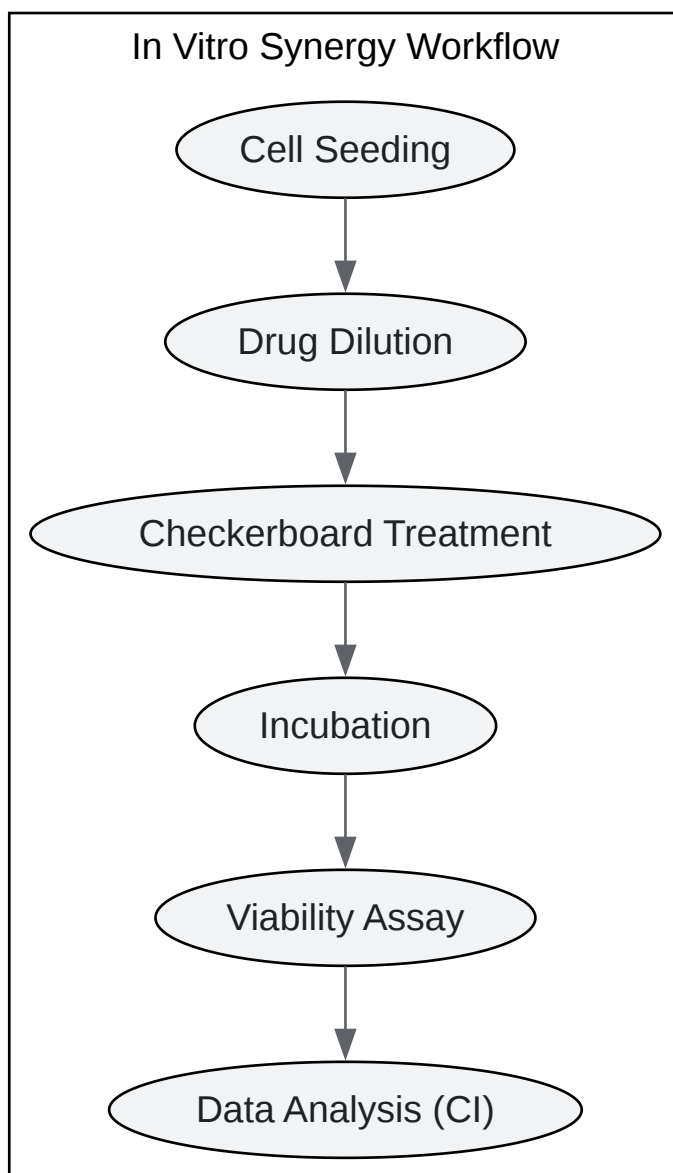 In Vitro Synergy Workflow
Cell Seeding
Drug Dilution
Checkerboard Treatment
Incubation
Viability Assay
Data Analysis (CI)